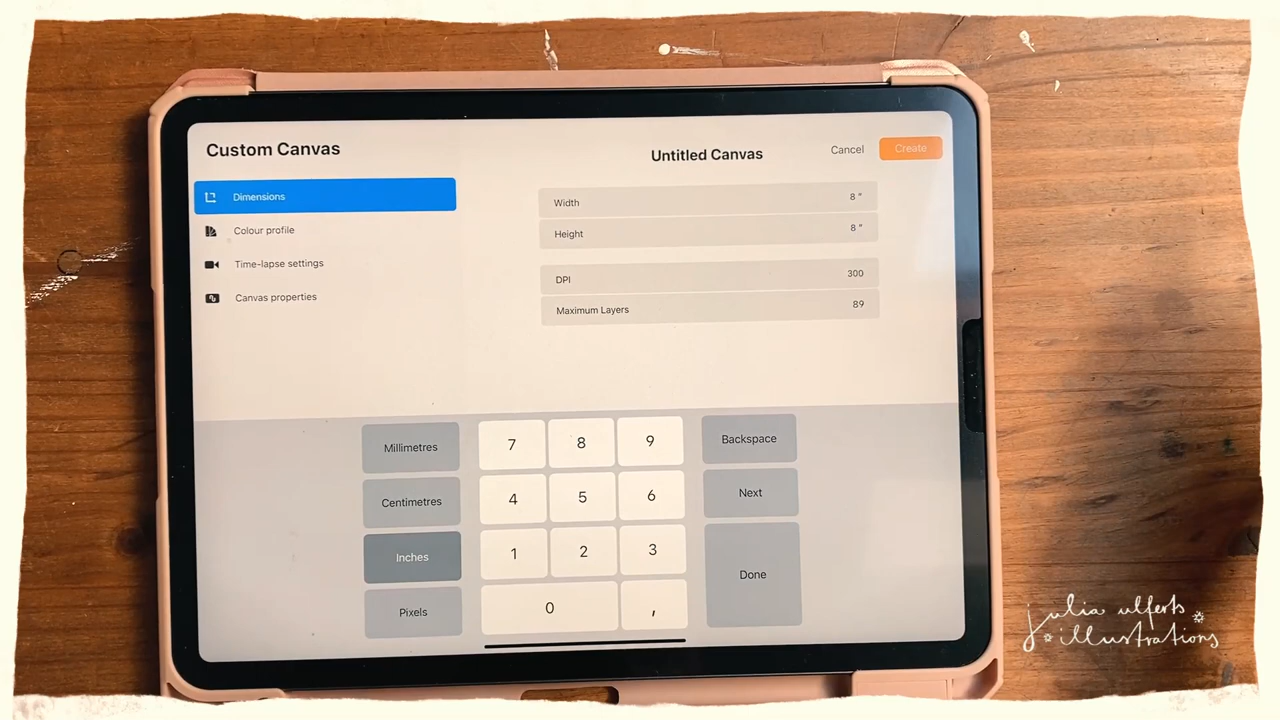 Custom Canvas
Untitled Canvas
Cancel
Create
Dimensions
Colour profile
Time-lapse settings
Canvas properties
Width 8 "
Height 8 "
DPI 300
Maximum Layers 89
Millimetres 7 8 9 Backspace
Centimetres 4 5 6 Next
Inches 1 2 3 Done
Pixels 0 ,
julia ulferts
illustrations